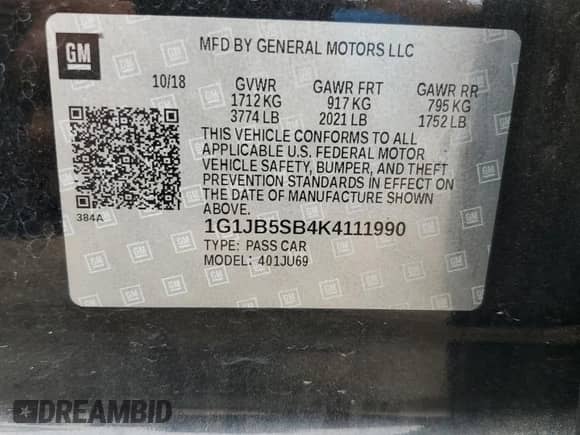 GM
MFD BY GENERAL MOTORS LLC
10/18 GVWR GAWR FRT GAWR RR
1712 KG 917 KG 795 KG
3774 LB 2021 LB 1752 LB
THIS VEHICLE CONFORMS TO ALL
APPLICABLE U.S. FEDERAL MOTOR
VEHICLE SAFETY, BUMPER, AND THEFT
PREVENTION STANDARDS IN EFFECT ON
THE DATE OF MANUFACTURE SHOWN
ABOVE.
384A
1G1JB5SB4K4111990
TYPE: PASS CAR
MODEL: 401JU69
DREAMBID